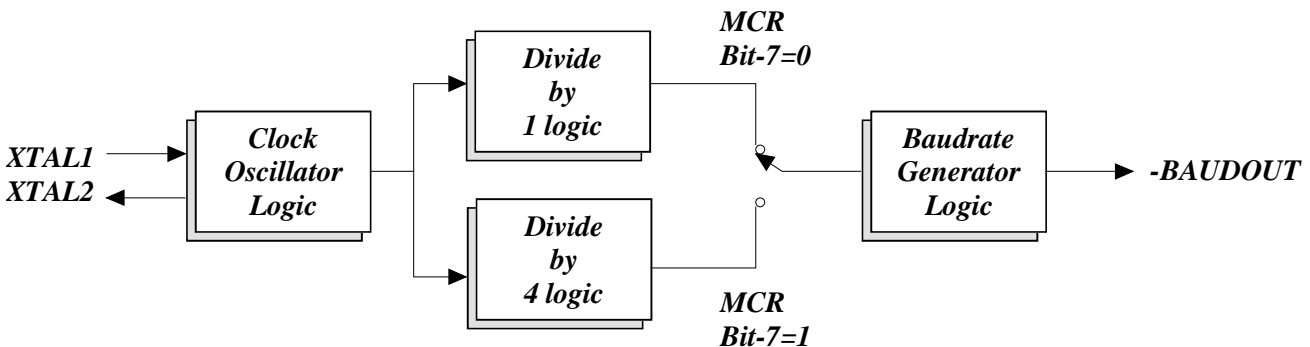 XTAL1
XTAL2
Clock
Oscillator
Logic
Divide
by
1 logic
Divide
by
4 logic
MCR
Bit-7=0
MCR
Bit-7=1
Baudrate
Generator
Logic
-BAUDOUT